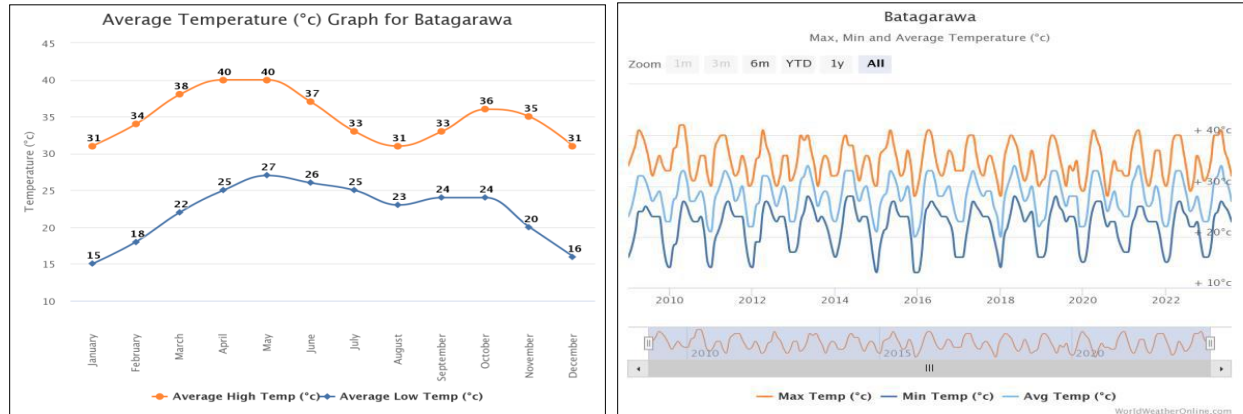 Average Temperature (°c) Graph for Batagarawa
45
40
35
30
25
20
15
10
Temperature (°c)
31 34 38 40 40 37 33 31 33 36 35 31
15 18 22 25 27 26 25 23 24 24 20 16
January February March April May June July August September October November December
Average High Temp (°c) Average Low Temp (°c)
Batagarawa
Max, Min and Average Temperature (°c)
Zoom 1m 3m 6m YTD 1y All
+ 40°c
+ 30°c
+ 20°c
+ 10°c
2010 2012 2014 2016 2018 2020 2022
2010 2015 2020
Max Temp (°c) Min Temp (°c) Avg Temp (°c)
WorldWeatherOnline.com